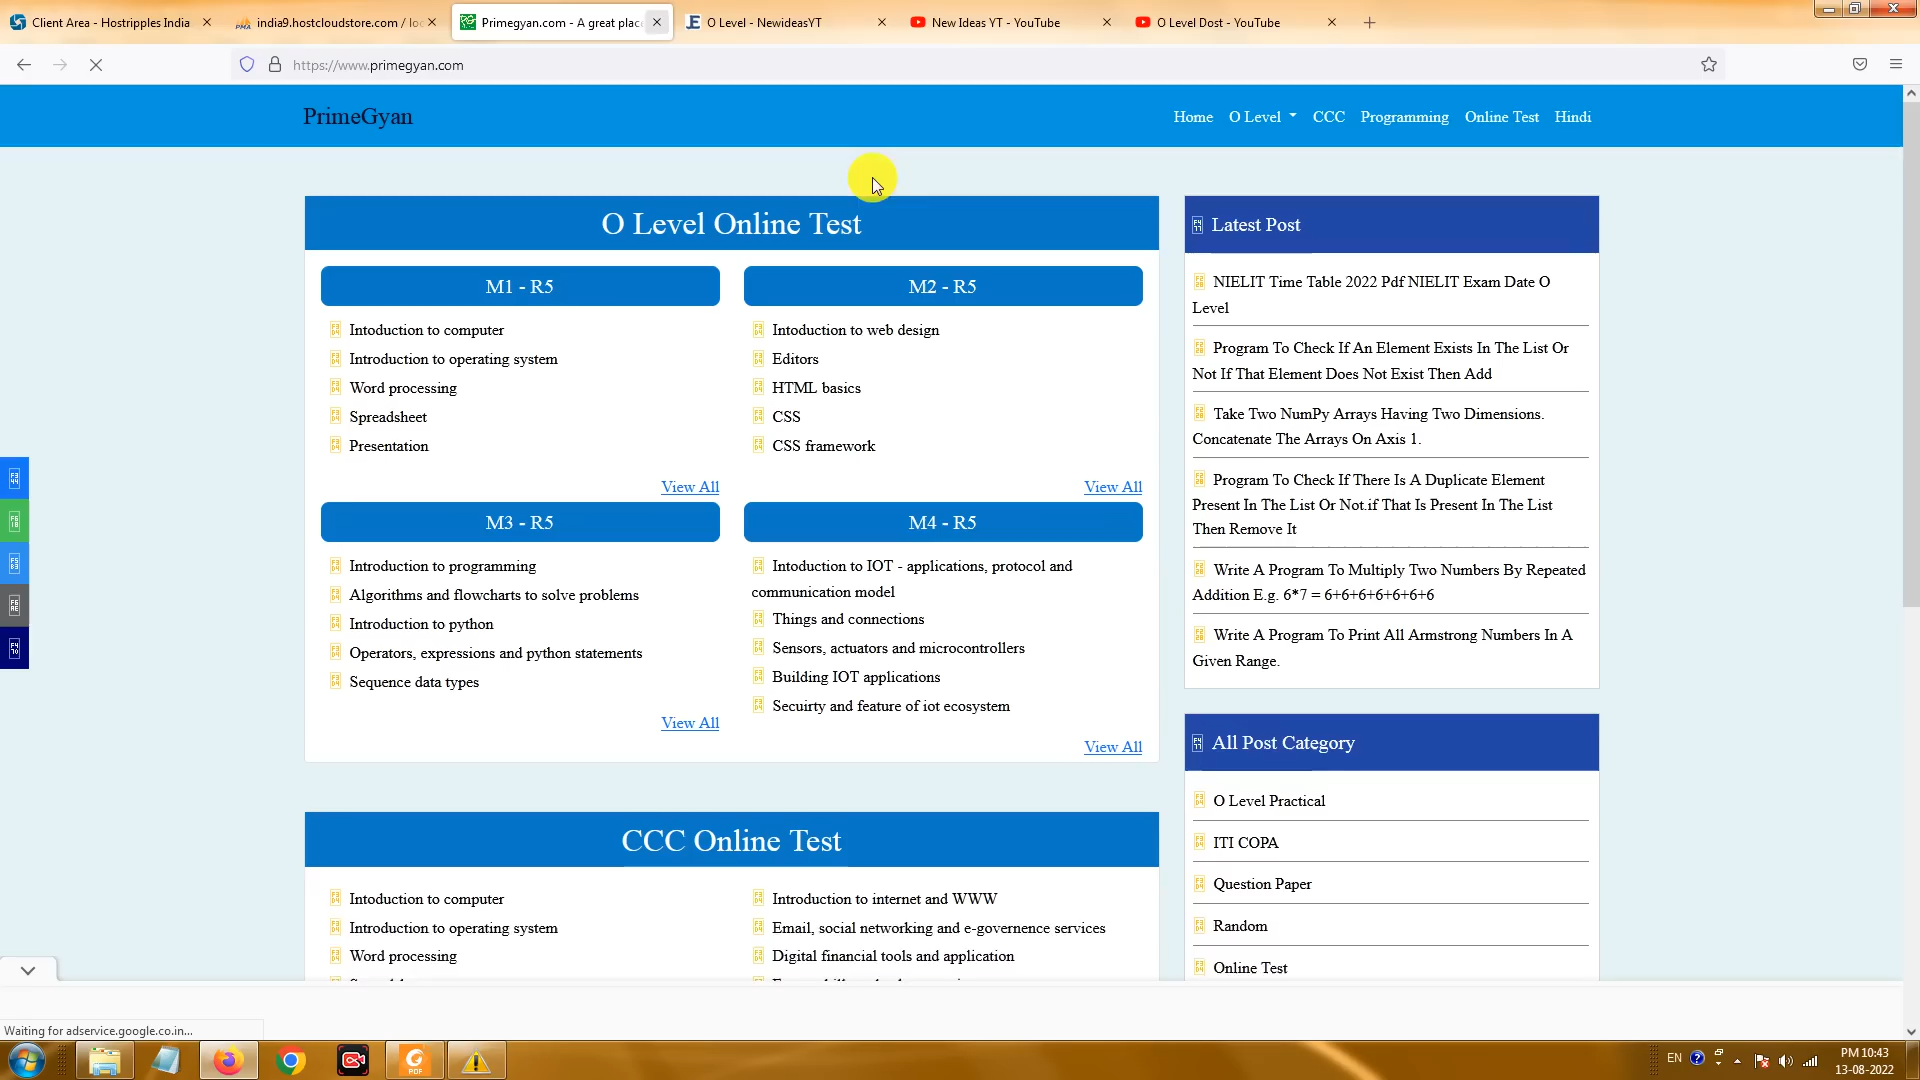 Client Area - Hostripples India
india9.hostcloudstore.com / loc
Primegyan.com - A great plac
O Level - NewideasYT
New Ideas YT - YouTube
O Level Dost - YouTube
https://www.primegyan.com
PrimeGyan
Home
O Level
CCC
Programming
Online Test
Hindi
O Level Online Test
M1 - R5
Intoduction to computer
Introduction to operating system
Word processing
Spreadsheet
Presentation
View All
M2 - R5
Intoduction to web design
Editors
HTML basics
CSS
CSS framework
View All
M3 - R5
Introduction to programming
Algorithms and flowcharts to solve problems
Introduction to python
Operators, expressions and python statements
Sequence data types
View All
M4 - R5
Intoduction to IOT - applications, protocol and
communication model
Things and connections
Sensors, actuators and microcontrollers
Building IOT applications
Secuirty and feature of iot ecosystem
View All
CCC Online Test
Intoduction to computer
Introduction to operating system
Word processing
Introduction to internet and WWW
Email, social networking and e-governence services
Digital financial tools and application
Latest Post
NIELIT Time Table 2022 Pdf NIELIT Exam Date O
Level
Program To Check If An Element Exists In The List Or
Not If That Element Does Not Exist Then Add
Take Two NumPy Arrays Having Two Dimensions.
Concatenate The Arrays On Axis 1.
Program To Check If There Is A Duplicate Element
Present In The List Or Not.if That Is Present In The List
Then Remove It
Write A Program To Multiply Two Numbers By Repeated
Addition E.g. 6*7 = 6+6+6+6+6+6+6
Write A Program To Print All Armstrong Numbers In A
Given Range.
All Post Category
O Level Practical
ITI COPA
Question Paper
Random
Online Test
Waiting for adservice.google.co.in...
PDF
EN
PM 10:43
13-08-2022